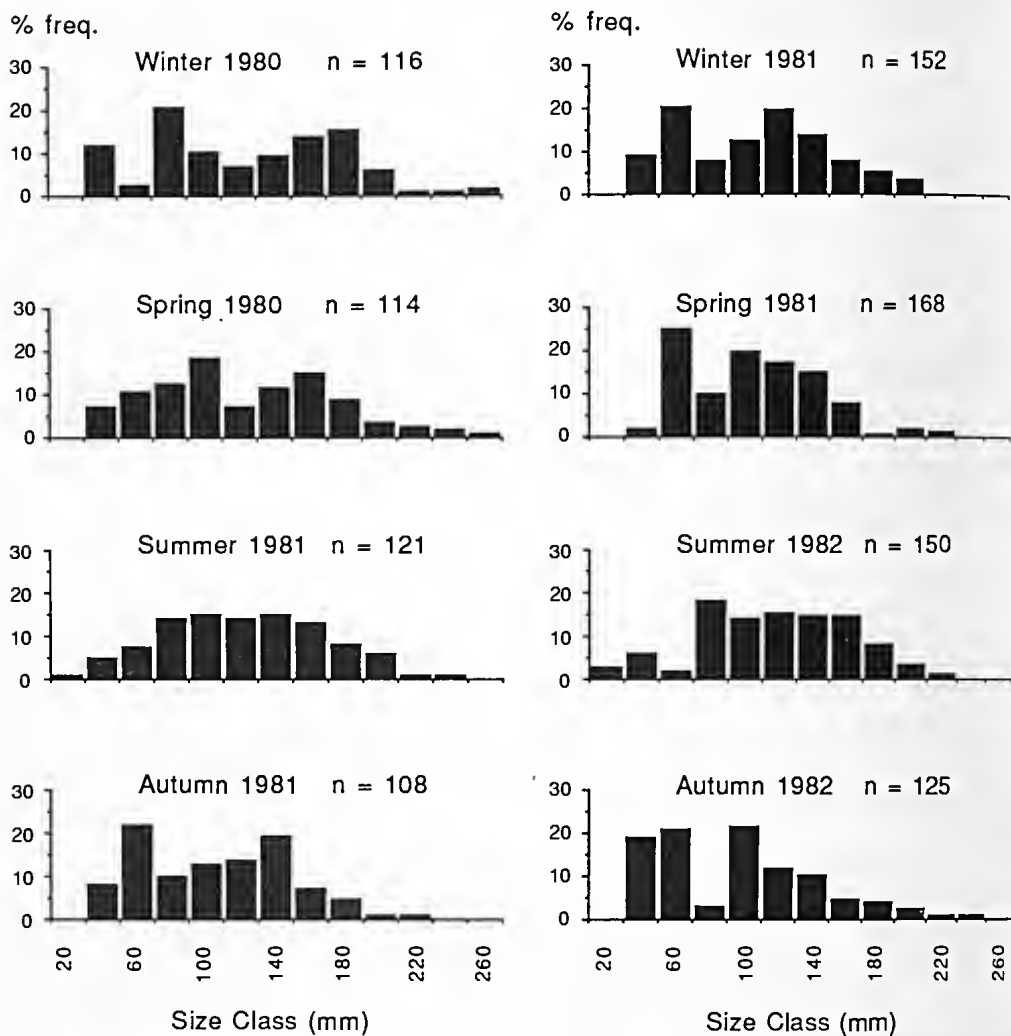 % freq.
Winter 1980 n = 116
30
20
10
0
Spring 1980 n = 114
30
20
10
0
Summer 1981 n = 121
30
20
10
0
Autumn 1981 n = 108
30
20
10
0
20 60 100 140 180 220 260
Size Class (mm)
% freq.
Winter 1981 n = 152
30
20
10
0
Spring 1981 n = 168
30
20
10
0
Summer 1982 n = 150
30
20
10
0
Autumn 1982 n = 125
30
20
10
0
20 60 100 140 180 220 260
Size Class (mm)